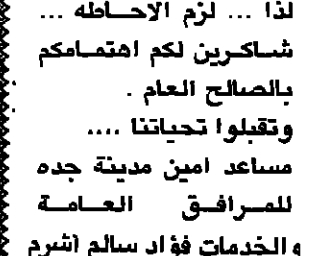 لذا ... لزم الاحاطه ...
شاكرين لكم اهتمامكم
بالصالح العام .
وتقبلوا تحياتنا ....
مساعد امين مدينة جده
للمرافق العامة
والخدمات فؤاد سالم اشرم